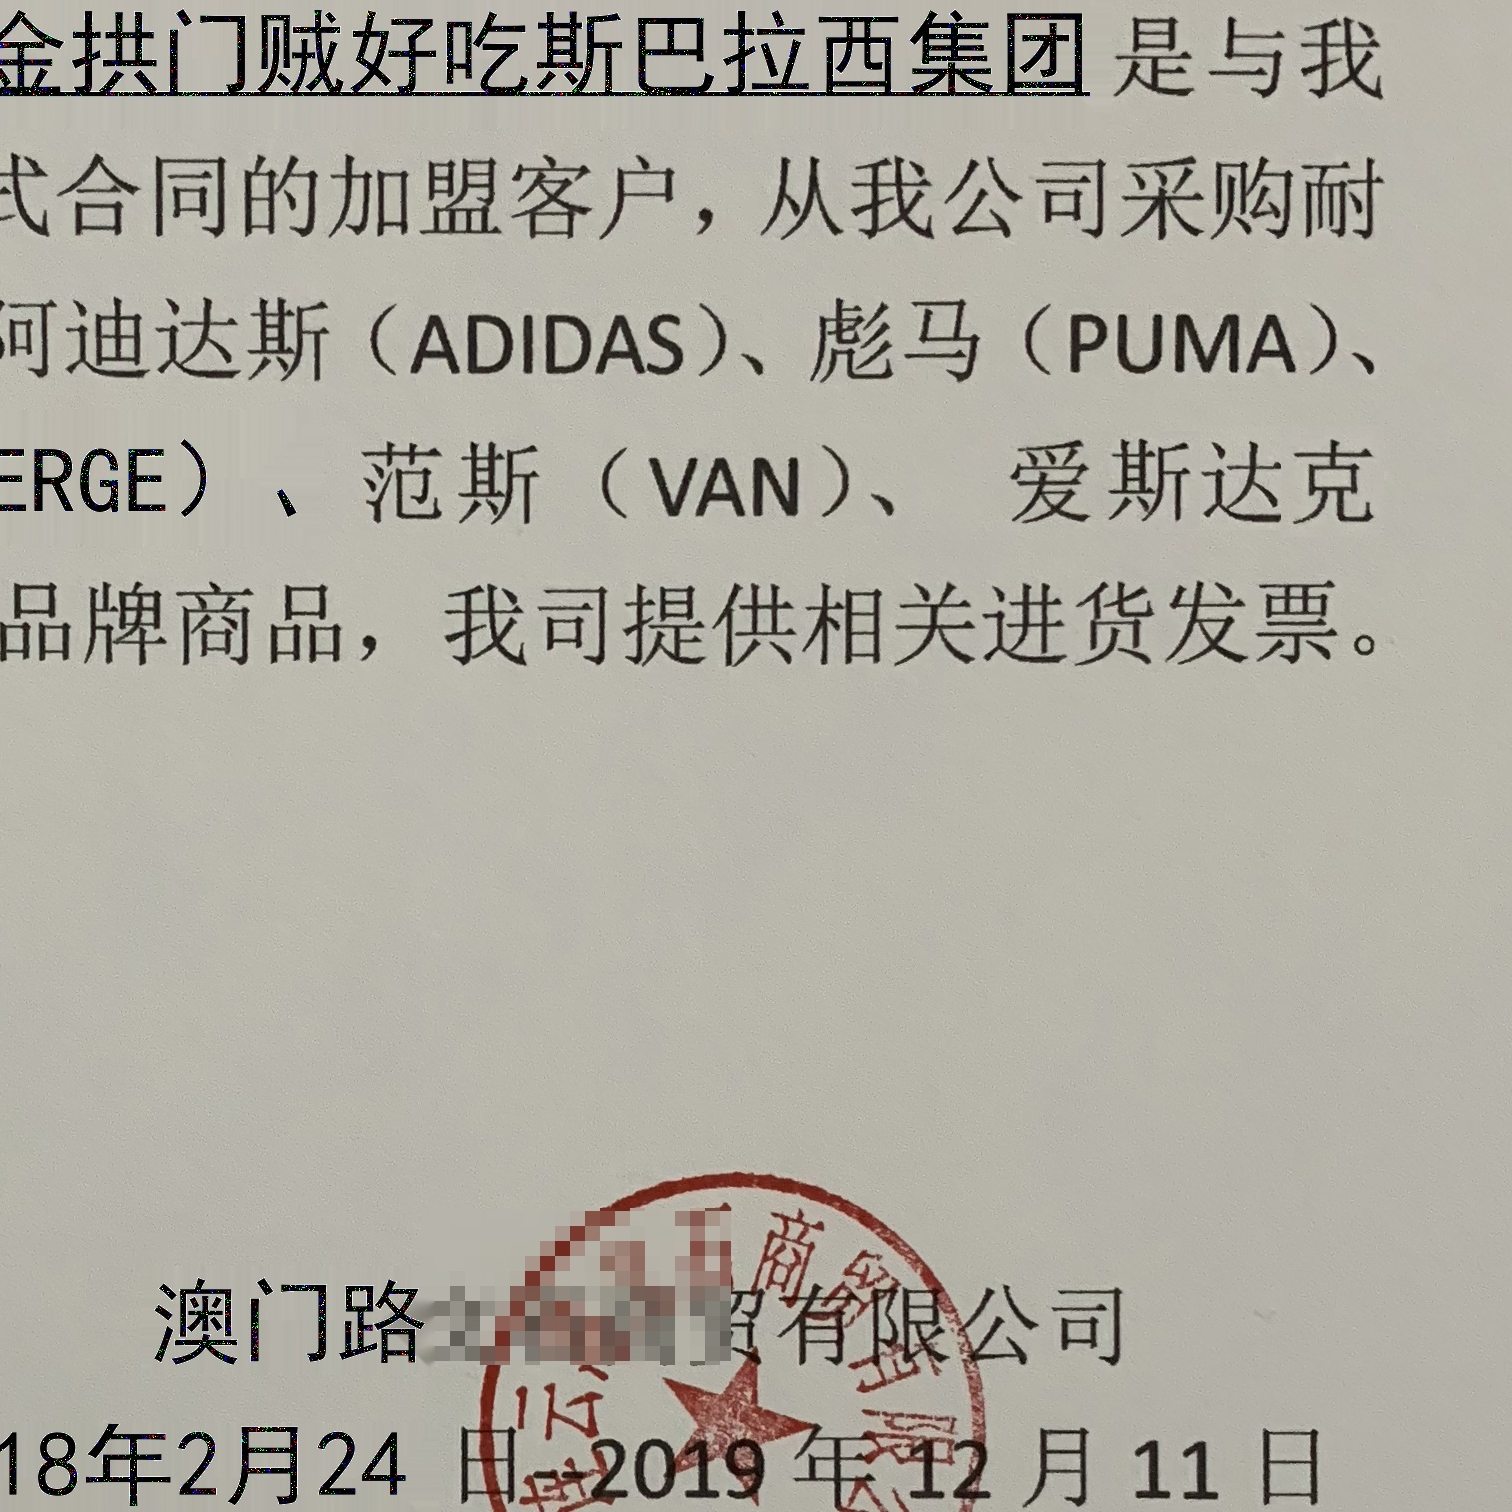 金拱门贼好吃斯巴拉西集团 是与我
式合同的加盟客户，从我公司采购耐
阿迪达斯（ADIDAS）、彪马（PUMA）、
ERGE）、范斯（VAN）、 爱斯达克
品牌商品，我司提供相关进货发票。
商贸有限
澳门路 贸有限公司
18年2月24 日--2019 年 12 月 11 日